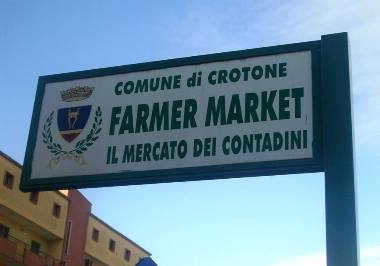 COMUNE di CROTONE
FARMER MARKET
IL MERCATO DEI CONTADINI